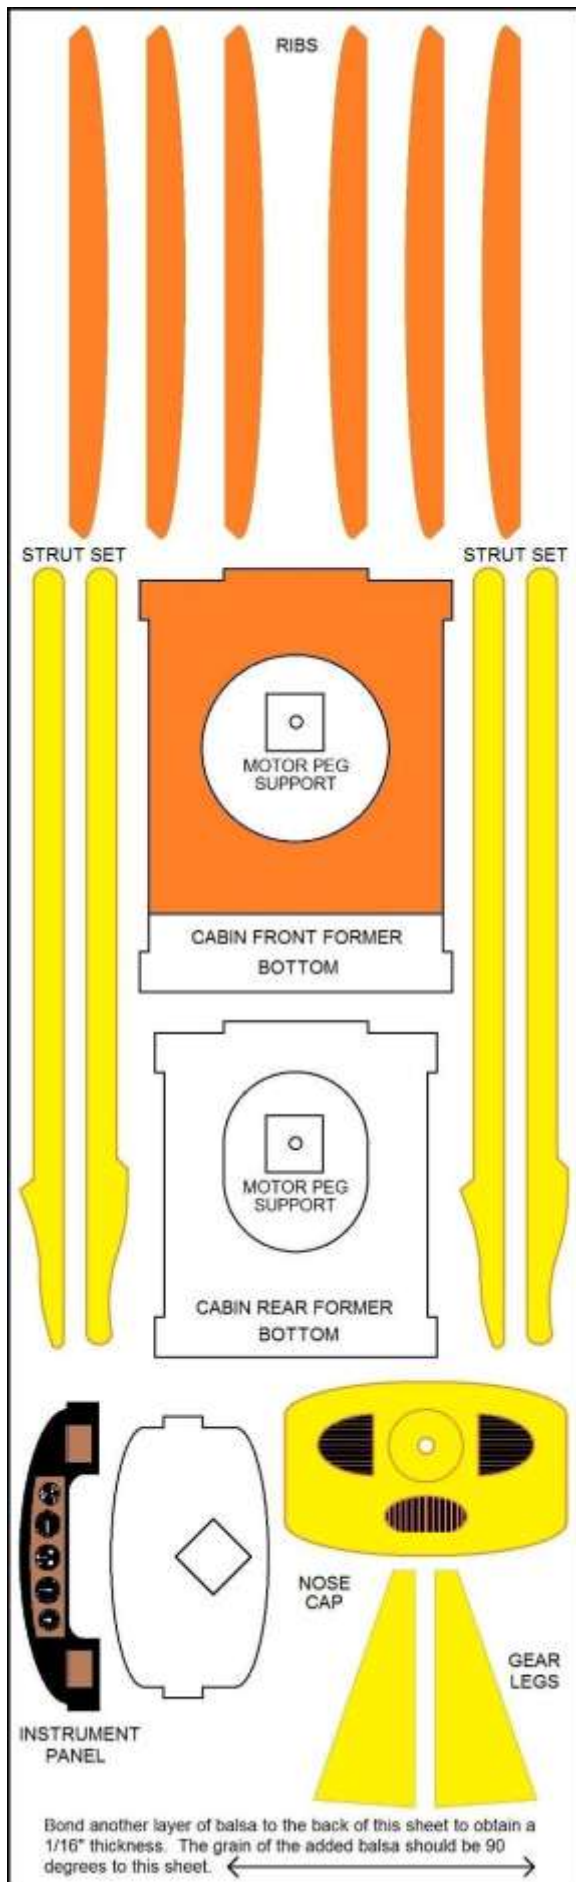 RIBS
STRUT SET
STRUT SET
MOTOR PEG
SUPPORT
CABIN FRONT FORMER
BOTTOM
MOTOR PEG
SUPPORT
CABIN REAR FORMER
BOTTOM
NOSE
CAP
GEAR
LEGS
INSTRUMENT
PANEL
Bond another layer of balsa to the back of this sheet to obtain a
1/16" thickness. The grain of the added balsa should be 90
degrees to this sheet.